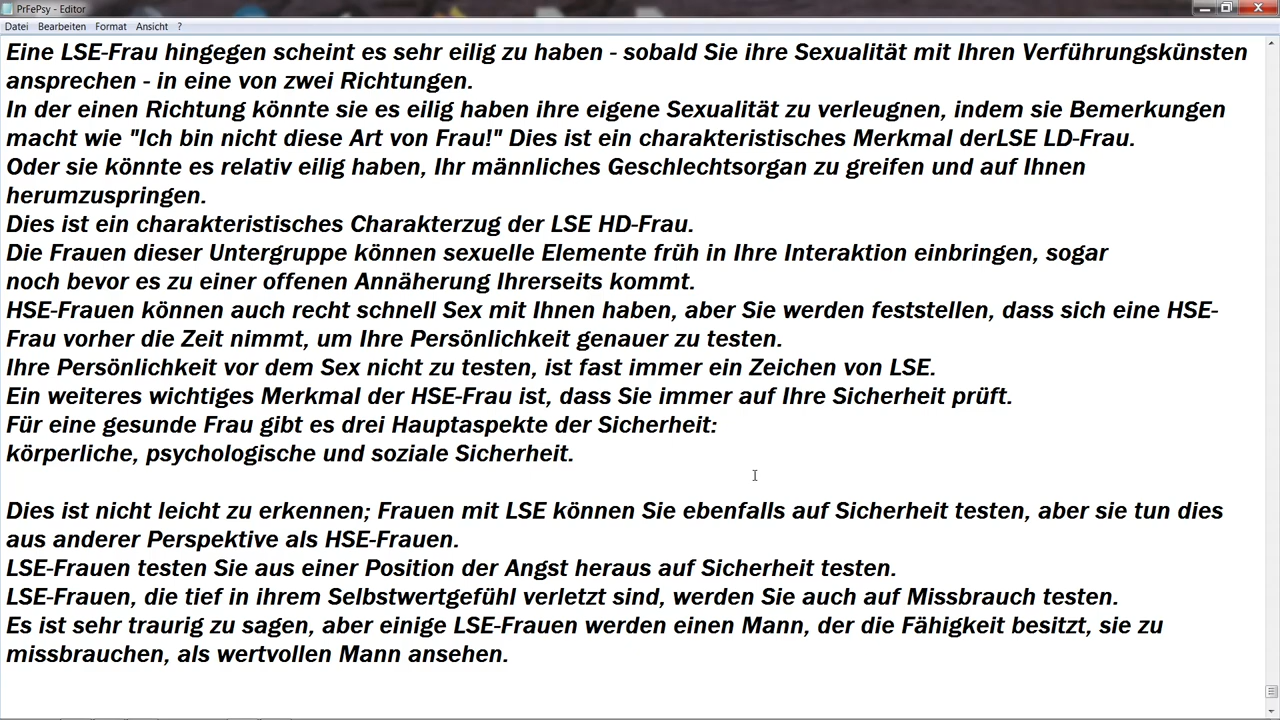 PrFePsy - Editor
Datei Bearbeiten Format Ansicht ?
Eine LSE-Frau hingegen scheint es sehr eilig zu haben - sobald Sie ihre Sexualität mit Ihren Verführungskünsten
ansprechen - in eine von zwei Richtungen.
In der einen Richtung könnte sie es eilig haben ihre eigene Sexualität zu verleugnen, indem sie Bemerkungen
macht wie "Ich bin nicht diese Art von Frau!" Dies ist ein charakteristisches Merkmal derLSE LD-Frau.
Oder sie könnte es relativ eilig haben, Ihr männliches Geschlechtsorgan zu greifen und auf Ihnen
herumzuspringen.
Dies ist ein charakteristisches Charakterzug der LSE HD-Frau.
Die Frauen dieser Untergruppe können sexuelle Elemente früh in Ihre Interaktion einbringen, sogar
noch bevor es zu einer offenen Annäherung Ihrerseits kommt.
HSE-Frauen können auch recht schnell Sex mit Ihnen haben, aber Sie werden feststellen, dass sich eine HSE-
Frau vorher die Zeit nimmt, um Ihre Persönlichkeit genauer zu testen.
Ihre Persönlichkeit vor dem Sex nicht zu testen, ist fast immer ein Zeichen von LSE.
Ein weiteres wichtiges Merkmal der HSE-Frau ist, dass Sie immer auf Ihre Sicherheit prüft.
Für eine gesunde Frau gibt es drei Hauptaspekte der Sicherheit:
körperliche, psychologische und soziale Sicherheit.
Dies ist nicht leicht zu erkennen; Frauen mit LSE können Sie ebenfalls auf Sicherheit testen, aber sie tun dies
aus anderer Perspektive als HSE-Frauen.
LSE-Frauen testen Sie aus einer Position der Angst heraus auf Sicherheit testen.
LSE-Frauen, die tief in ihrem Selbstwertgefühl verletzt sind, werden Sie auch auf Missbrauch testen.
Es ist sehr traurig zu sagen, aber einige LSE-Frauen werden einen Mann, der die Fähigkeit besitzt, sie zu
missbrauchen, als wertvollen Mann ansehen.